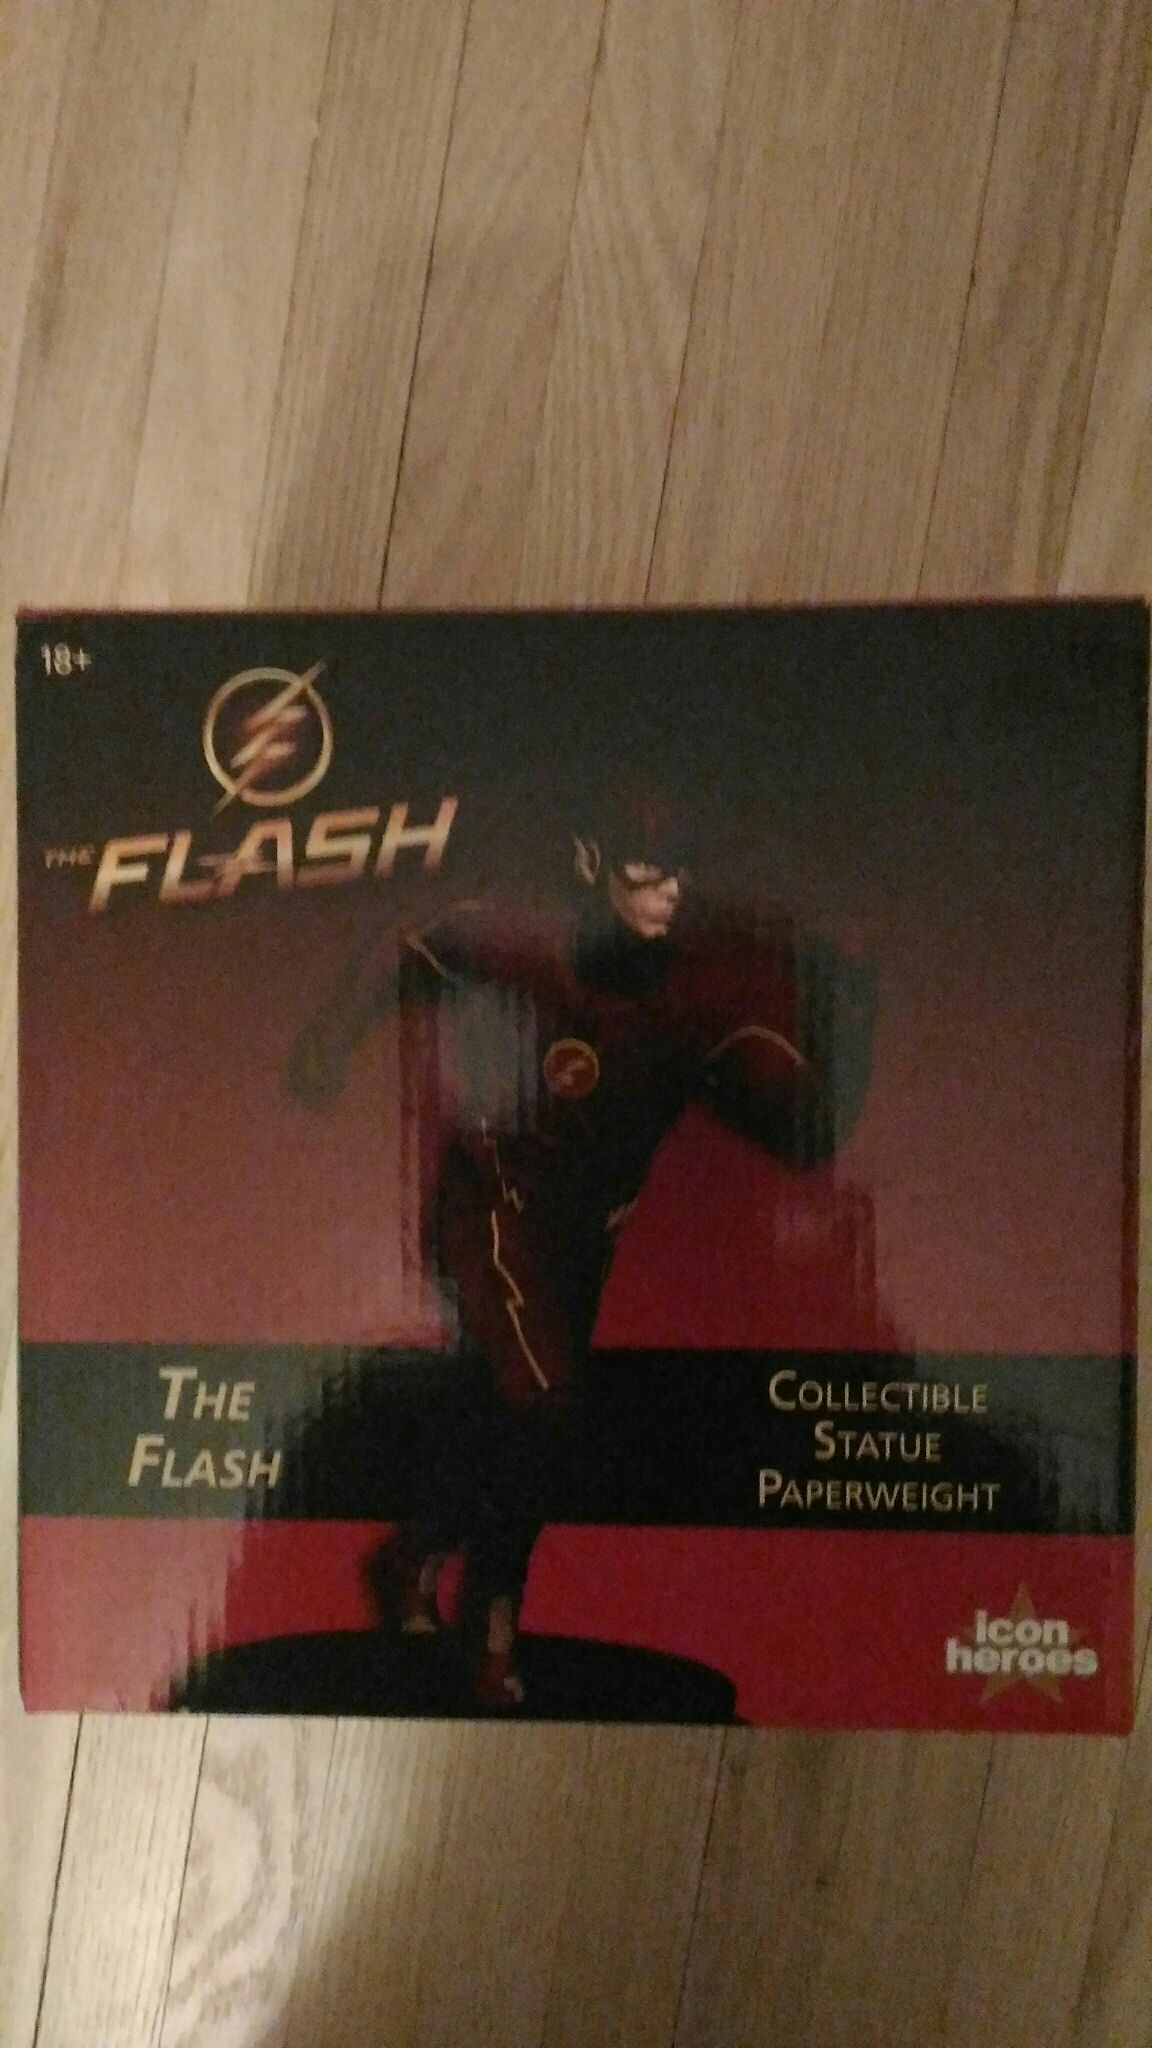 18+
THE FLASH
THE
FLASH
COLLECTIBLE
STATUE
PAPERWEIGHT
icon
heroes